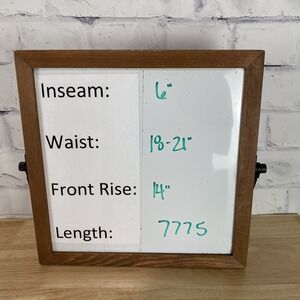 Inseam: 6"
Waist: 18-21"
Front Rise: 14"
Length: 7775